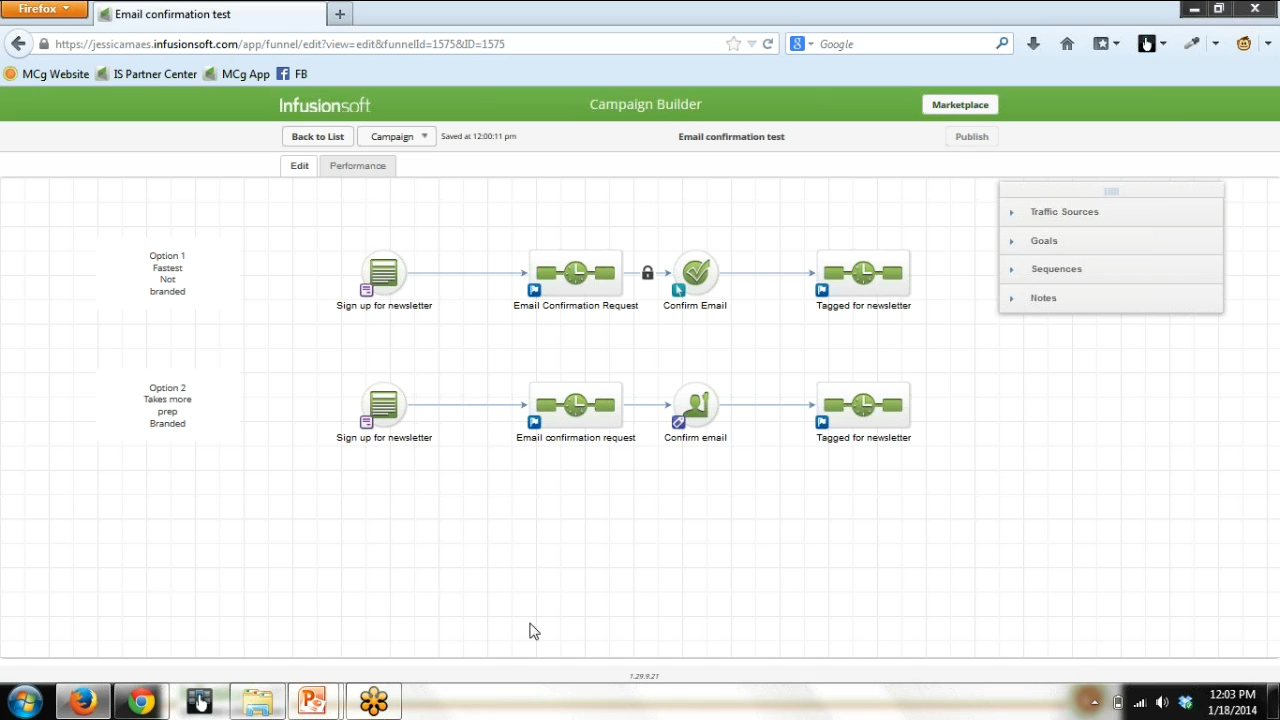 Firefox
Email confirmation test
https://jessicamaes.infusionsoft.com/app/funnel/edit?view=edit&funnelId=1575&ID=1575
Google
MCg Website
IS Partner Center
MCg App
FB
Infusionsoft
Campaign Builder
Marketplace
Back to List
Campaign
Saved at 12:00:11 pm
Email confirmation test
Publish
Edit
Performance
Traffic Sources
Goals
Sequences
Notes
Option 1
Fastest
Not
branded
Sign up for newsletter
Email Confirmation Request
Confirm Email
Tagged for newsletter
Option 2
Takes more
prep
Branded
Sign up for newsletter
Email confirmation request
Confirm email
Tagged for newsletter
1.29.9.21
12:03 PM
1/18/2014